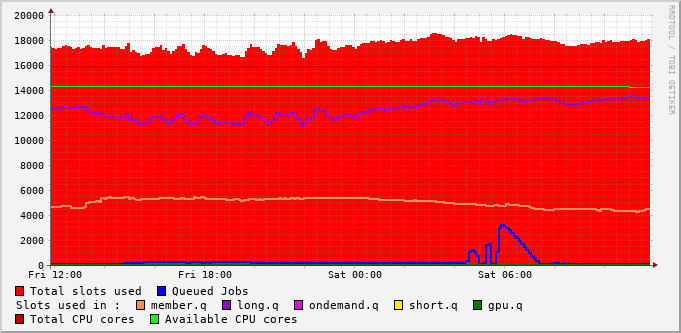 20000
18000
16000
14000
12000
10000
8000
6000
4000
2000
0
Fri 12:00 Fri 18:00 Sat 00:00 Sat 06:00
RRDTOOL / TOBI OETIKER
Total slots used Queued Jobs
Slots used in : member.q long.q ondemand.q short.q gpu.q
Total CPU cores Available CPU cores